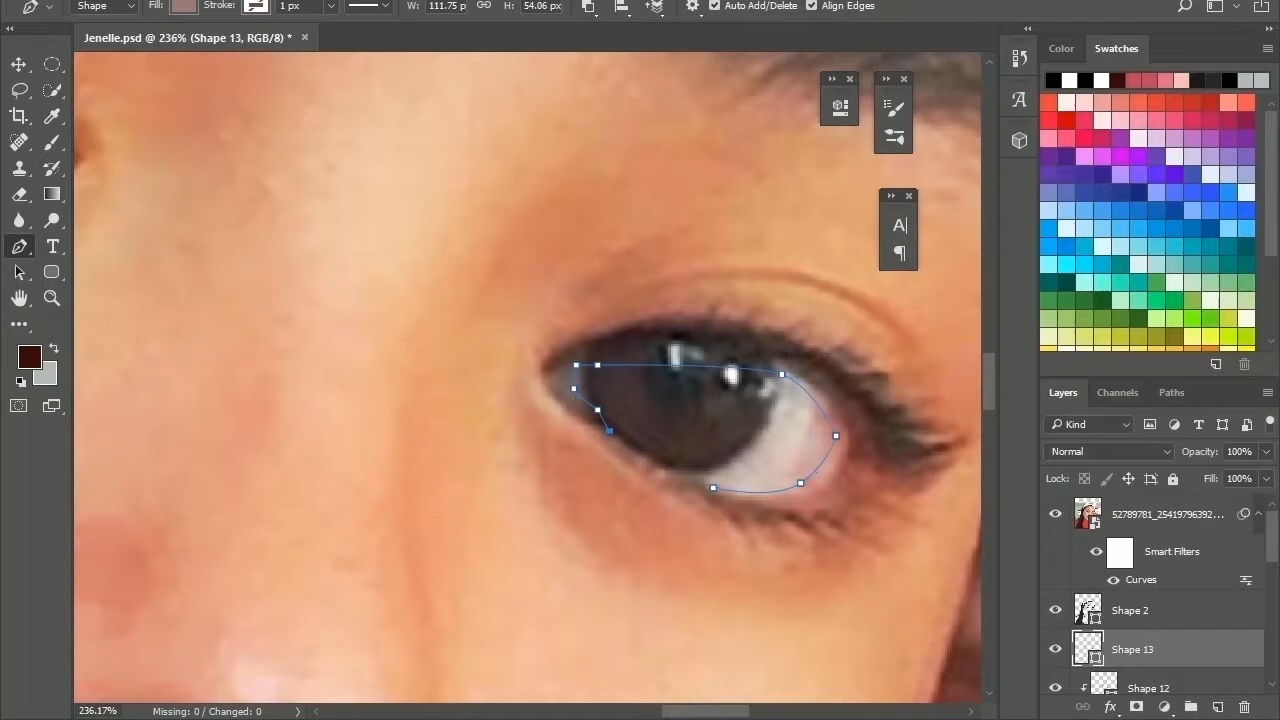 Shape Fill: Stroke: 1 px W: 111.75 p H: 54.06 px Auto Add/Delete Align Edges
Jenelle.psd @ 236% (Shape 13, RGB/8) *
Color Swatches
Layers Channels Paths
Kind
Normal Opacity: 100%
Lock: Fill: 100%
52789781_25419796392...
Smart Filters
Curves
Shape 2
Shape 13
Shape 12
236.17% Missing: 0 / Changed: 0